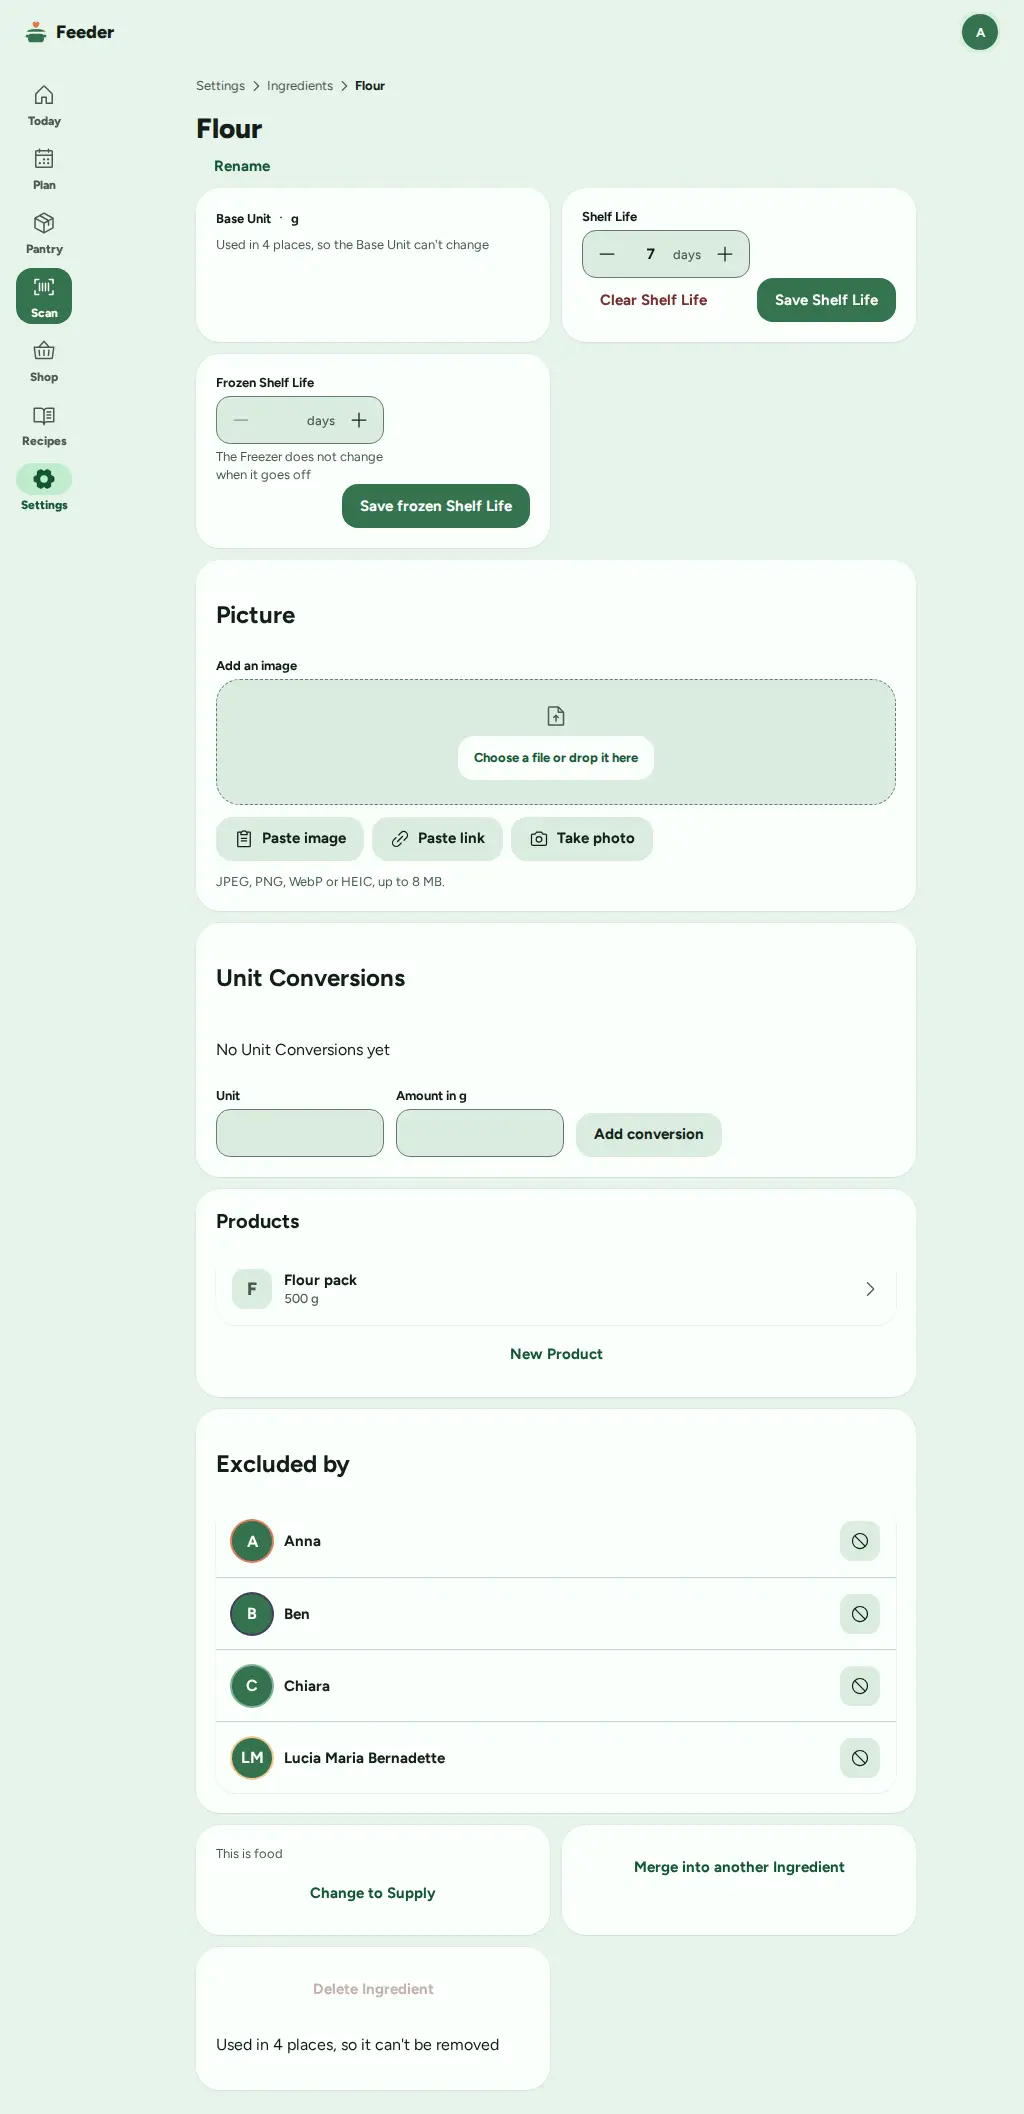 Feeder
A
Settings > Ingredients > Flour
Flour
Rename
Today
Plan
Pantry
Scan
Shop
Recipes
Settings
Base Unit · g
Used in 4 places, so the Base Unit can't change
Shelf Life
7 days
Clear Shelf Life
Save Shelf Life
Frozen Shelf Life
days
The Freezer does not change
when it goes off
Save frozen Shelf Life
Picture
Add an image
Choose a file or drop it here
Paste image
Paste link
Take photo
JPEG, PNG, WebP or HEIC, up to 8 MB.
Unit Conversions
No Unit Conversions yet
Unit
Amount in g
Add conversion
Products
F
Flour pack
500 g
New Product
Excluded by
A
Anna
B
Ben
C
Chiara
LM
Lucia Maria Bernadette
This is food
Change to Supply
Merge into another Ingredient
Delete Ingredient
Used in 4 places, so it can't be removed